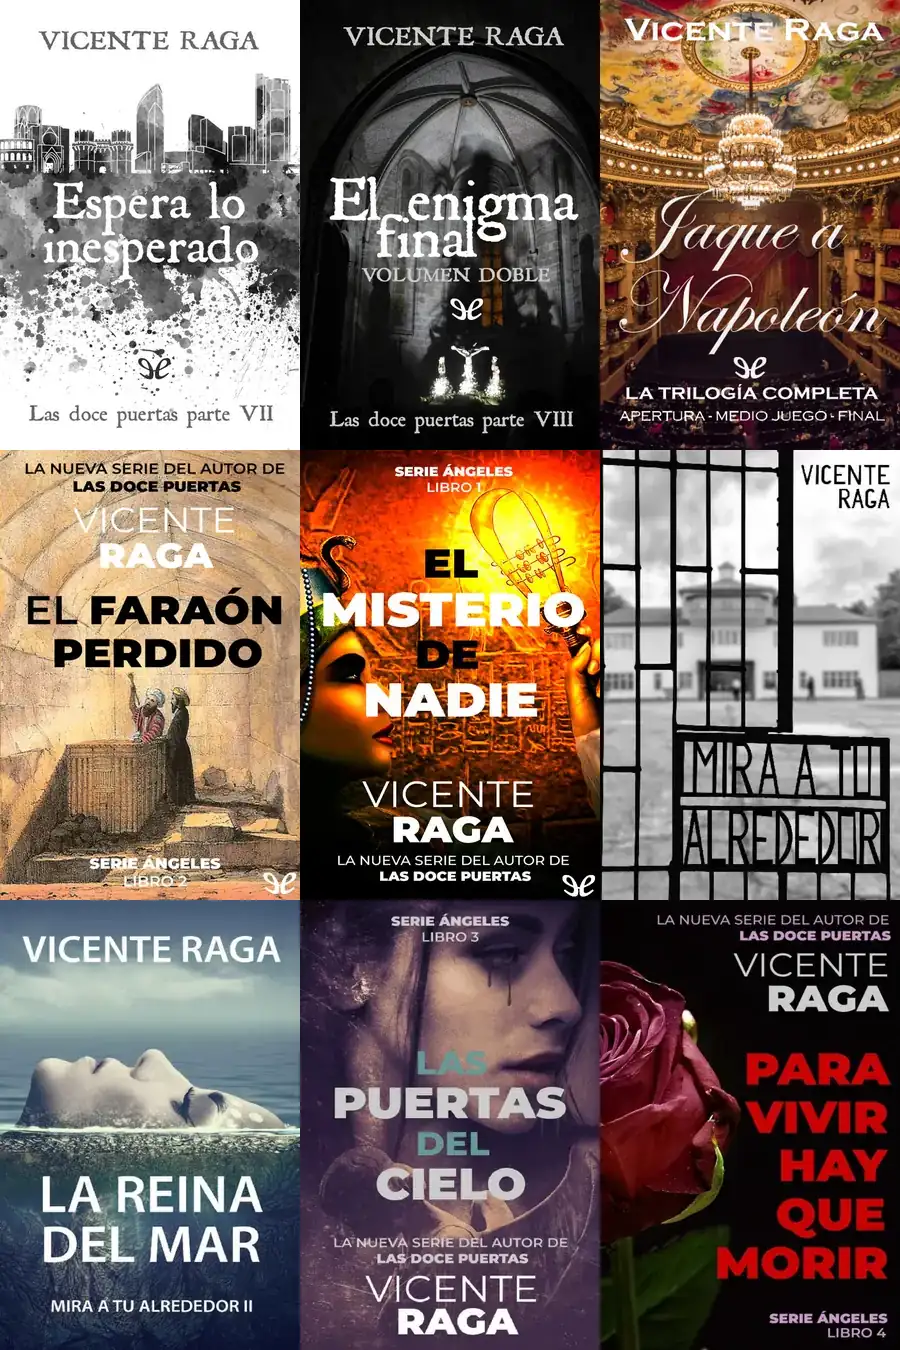 VICENTE RAGA
Espera lo
inesperado
Las doce puertas parte VII
VICENTE RAGA
El enigma
final
VOLUMEN DOBLE
Las doce puertas parte VIII
VICENTE RAGA
Jaque a
Napoleón
LA TRILOGÍA COMPLETA
APERTURA - MEDIO JUEGO - FINAL
LA NUEVA SERIE DEL AUTOR DE
LAS DOCE PUERTAS
VICENTE
RAGA
EL FARAÓN
PERDIDO
SERIE ÁNGELES
LIBRO 2
SERIE ÁNGELES
LIBRO 1
EL
MISTERIO
DE
NADIE
VICENTE
RAGA
LA NUEVA SERIE DEL AUTOR DE
LAS DOCE PUERTAS
VICENTE
RAGA
MIRA A TU
ALREDEDOR
VICENTE RAGA
LA REINA
DEL MAR
MIRA A TU ALREDEDOR II
SERIE ÁNGELES
LIBRO 3
LAS
PUERTAS
DEL
CIELO
LA NUEVA SERIE DEL AUTOR DE
LAS DOCE PUERTAS
VICENTE
RAGA
LA NUEVA SERIE DEL AUTOR DE
LAS DOCE PUERTAS
VICENTE
RAGA
PARA
VIVIR
HAY
QUE
MORIR
SERIE ÁNGELES
LIBRO 4